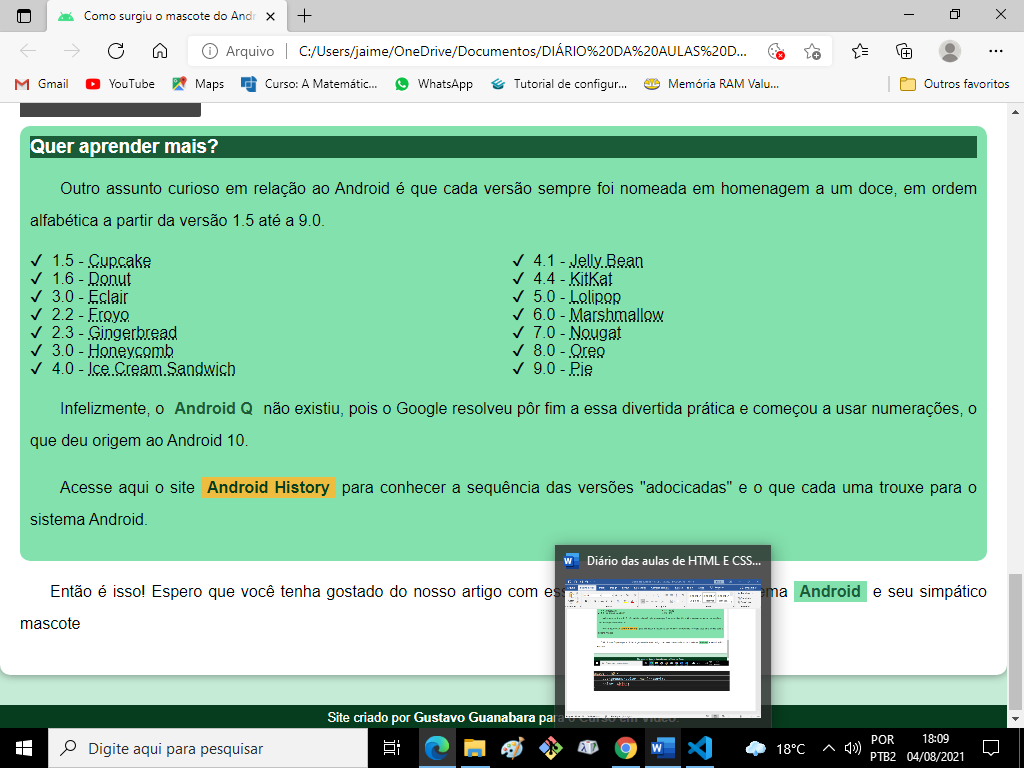 Como surgiu o mascote do Andr
Arquivo
C:/Users/jaime/OneDrive/Documentos/DIÁRIO%20DA%20AULAS%20D...
Gmail YouTube Maps Curso: A Matemátic... WhatsApp Tutorial de configur... Memória RAM Valu... Outros favoritos
Quer aprender mais?
Outro assunto curioso em relação ao Android é que cada versão sempre foi nomeada em homenagem a um doce, em ordem
alfabética a partir da versão 1.5 até a 9.0.
✓ 1.5 - Cupcake
✓ 1.6 - Donut
✓ 3.0 - Eclair
✓ 2.2 - Froyo
✓ 2.3 - Gingerbread
✓ 3.0 - Honeycomb
✓ 4.0 - Ice Cream Sandwich
✓ 4.1 - Jelly Bean
✓ 4.4 - KitKat
✓ 5.0 - Lolipop
✓ 6.0 - Marshmallow
✓ 7.0 - Nougat
✓ 8.0 - Oreo
✓ 9.0 - Pie
Infelizmente, o Android Q não existiu, pois o Google resolveu pôr fim a essa divertida prática e começou a usar numerações, o
que deu origem ao Android 10.
Acesse aqui o site Android History para conhecer a sequência das versões "adocicadas" e o que cada uma trouxe para o
sistema Android.
Diário das aulas de HTML E CSS...
Então é isso! Espero que você tenha gostado do nosso artigo com ess ema Android e seu simpático
mascote
Site criado por Gustavo Guanabara para o Curso em Vídeo.
Digite aqui para pesquisar
18°C
POR
PTB2
18:09
04/08/2021